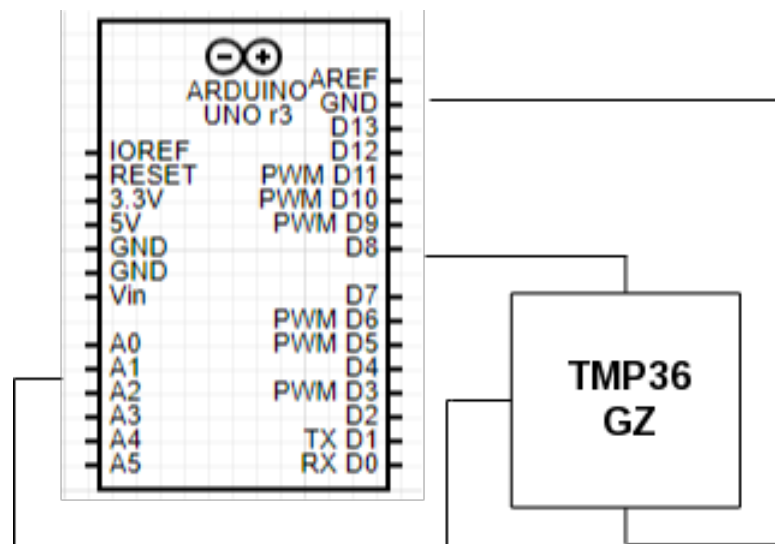 ARDUINO
UNO r3
AREF
GND
D13
D12
PWM D11
PWM D10
PWM D9
D8
D7
PWM D6
PWM D5
D4
PWM D3
D2
TX D1
RX D0
IOREF
RESET
3.3V
5V
GND
GND
Vin
A0
A1
A2
A3
A4
A5
TMP36
GZ